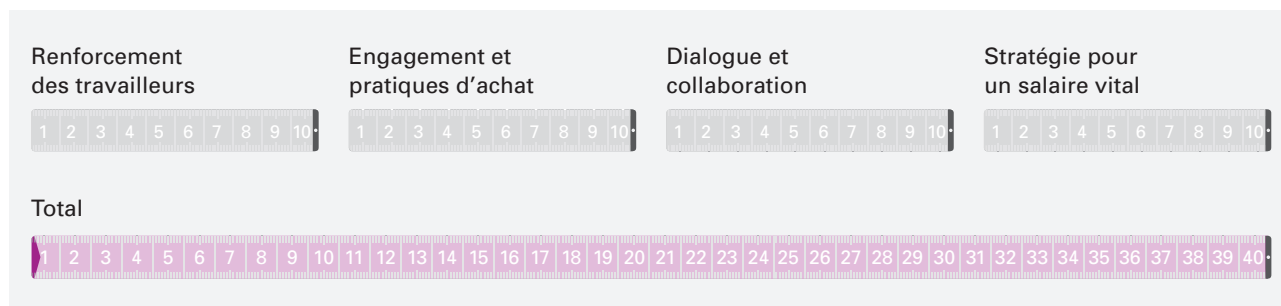 Renforcement
des travailleurs
Engagement et
pratiques d’achat
Dialogue et
collaboration
Stratégie pour
un salaire vital
1 2 3 4 5 6 7 8 9 10
1 2 3 4 5 6 7 8 9 10
1 2 3 4 5 6 7 8 9 10
1 2 3 4 5 6 7 8 9 10
Total
1 2 3 4 5 6 7 8 9 10 11 12 13 14 15 16 17 18 19 20 21 22 23 24 25 26 27 28 29 30 31 32 33 34 35 36 37 38 39 40